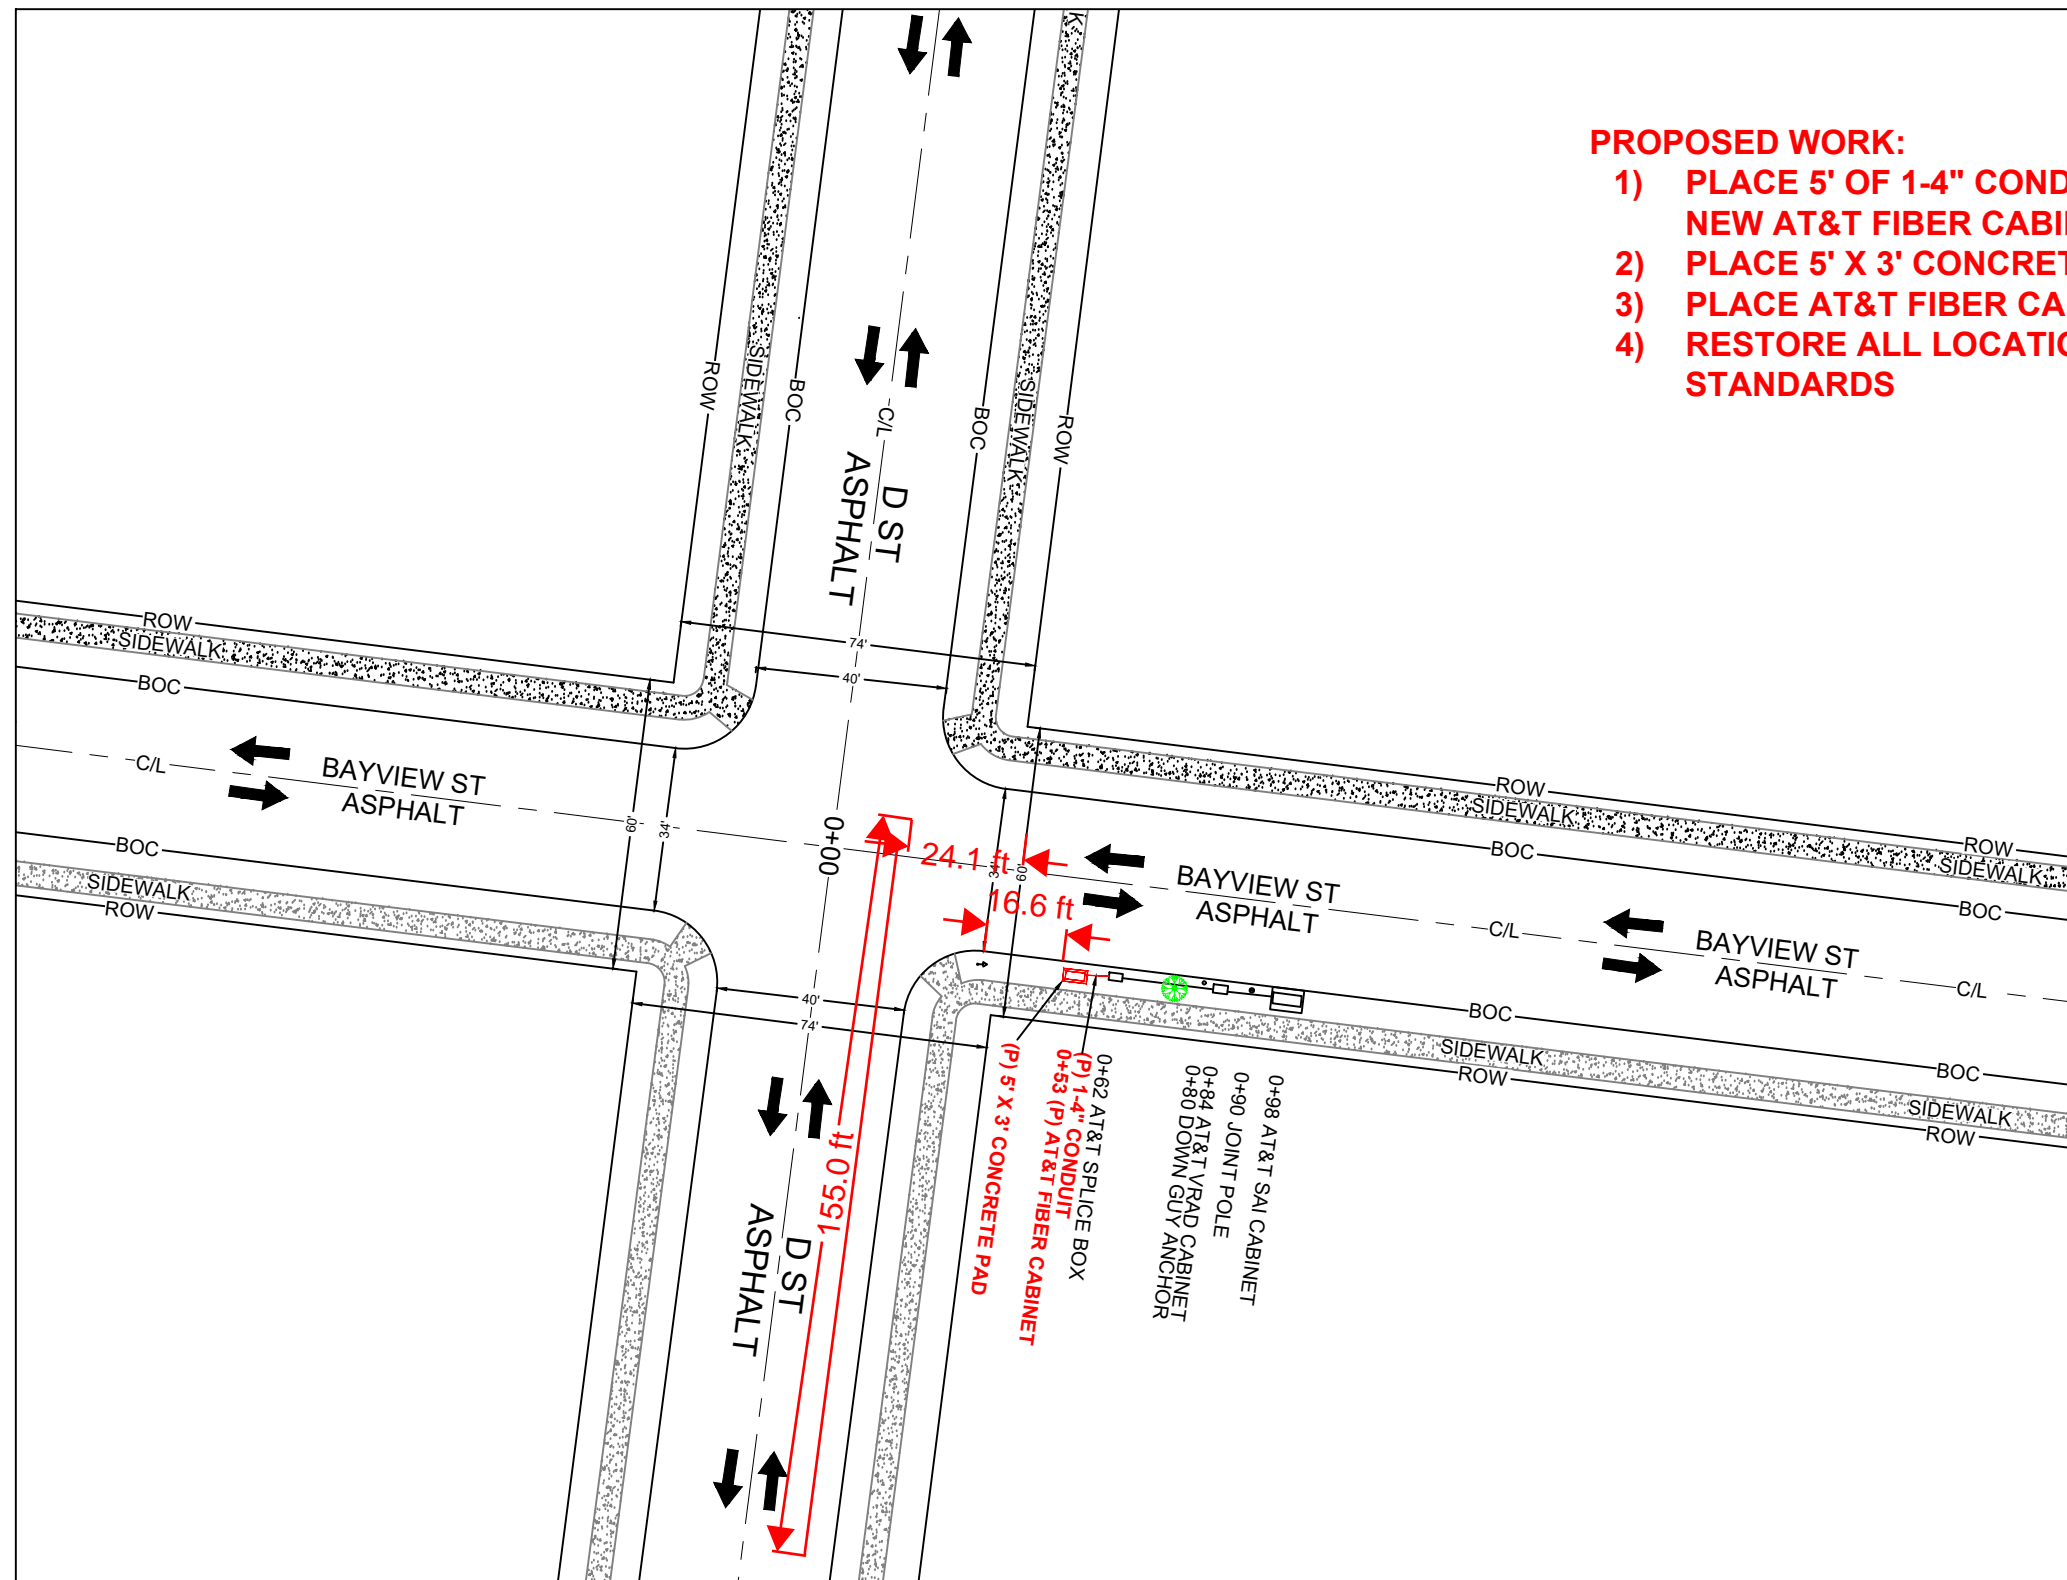 PROPOSED WORK:
1) PLACE 5' OF 1-4" COND
NEW AT&T FIBER CABI
2) PLACE 5' X 3' CONCRET
3) PLACE AT&T FIBER CA
4) RESTORE ALL LOCATIO
STANDARDS
K
ROW
SIDEWALK
BOC
C/L
BOC
SIDEWALK
ROW
D ST
ASPHALT
ROW
SIDEWALK
BOC
74'
40'
C/L
BAYVIEW ST
ASPHALT
60'
34'
0+00
24.1 ft
34'
60'
16.6 ft
BAYVIEW ST
ASPHALT
ROW
SIDEWALK
BOC
ROW
SIDEWALK
BOC
C/L
BAYVIEW ST
ASPHALT
C/L
BOC
SIDEWALK
ROW
40'
74'
BOC
SIDEWALK
ROW
BOC
SIDEWALK
ROW
155.0 ft
D ST
ASPHALT
(P) 5' X 3' CONCRETE PAD
0+53 (P) AT&T FIBER CABINET
(P) 1-4" CONDUIT
0+62 AT&T SPLICE BOX
0+80 DOWN GUY ANCHOR
0+84 AT&T VRAD CABINET
0+90 JOINT POLE
0+98 AT&T SAI CABINET